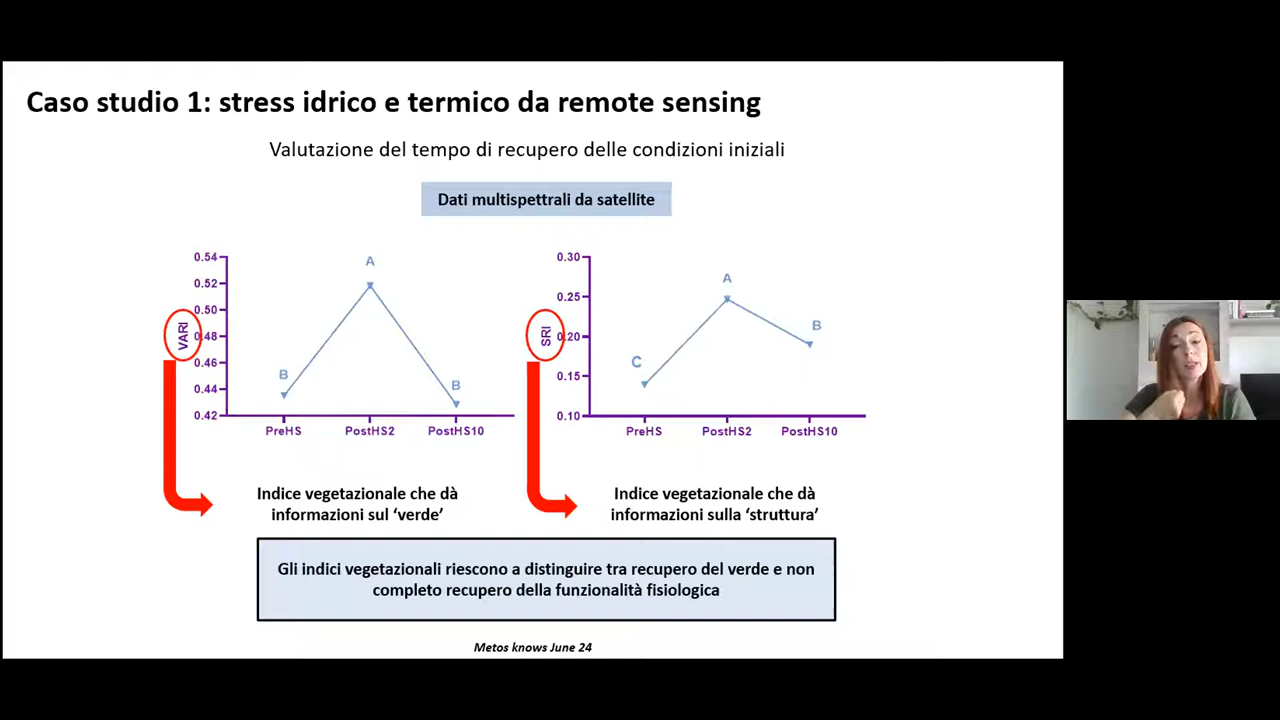 Caso studio 1: stress idrico e termico da remote sensing
Valutazione del tempo di recupero delle condizioni iniziali
Dati multispettrali da satellite
0.54
0.52
0.50
0.48
0.46
0.44
0.42
VARI
B
A
B
PreHS
PostHS2
PostHS10
0.30
0.25
0.20
0.15
0.10
SRI
C
A
B
PreHS
PostHS2
PostHS10
Indice vegetazionale che dà
informazioni sul ‘verde’
Indice vegetazionale che dà
informazioni sulla ‘struttura’
Gli indici vegetazionali riescono a distinguire tra recupero del verde e non
completo recupero della funzionalità fisiologica
Metos knows June 24